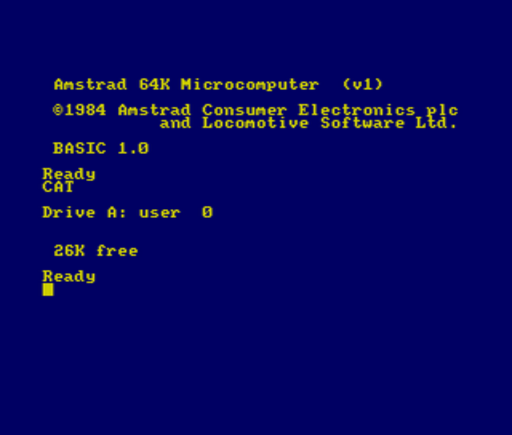 Amstrad 64K Microcomputer  (v1)
©1984 Amstrad Consumer Electronics plc
and Locomotive Software Ltd.
BASIC 1.0
Ready
CAT
Drive A: user  0
26K free
Ready